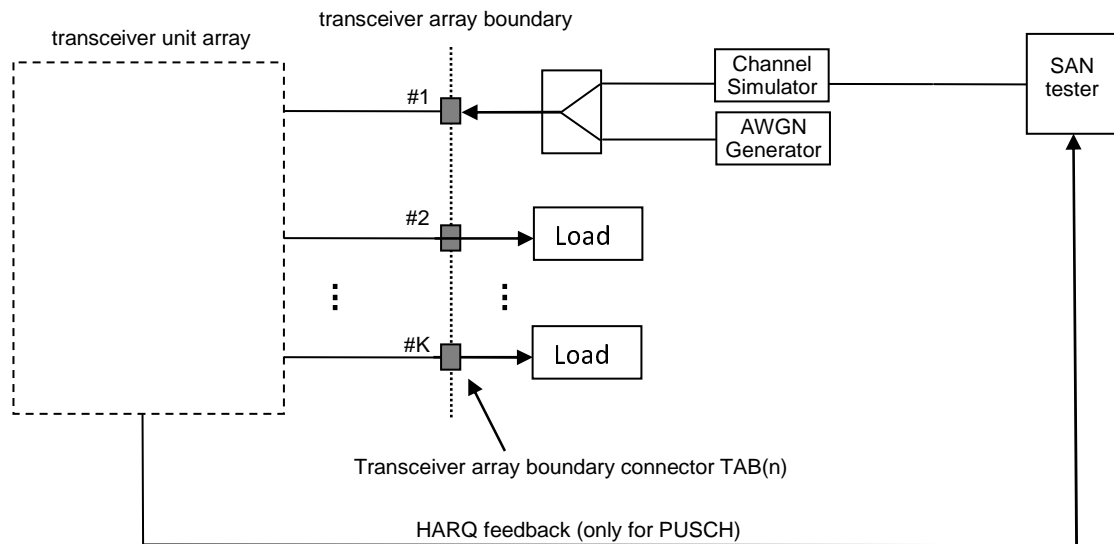 transceiver array boundary
transceiver unit array
Channel
Simulator
SAN
tester
#1
AWGN
Generator
#2
Load
#K
Load
Transceiver array boundary connector TAB(n)
HARQ feedback (only for PUSCH)